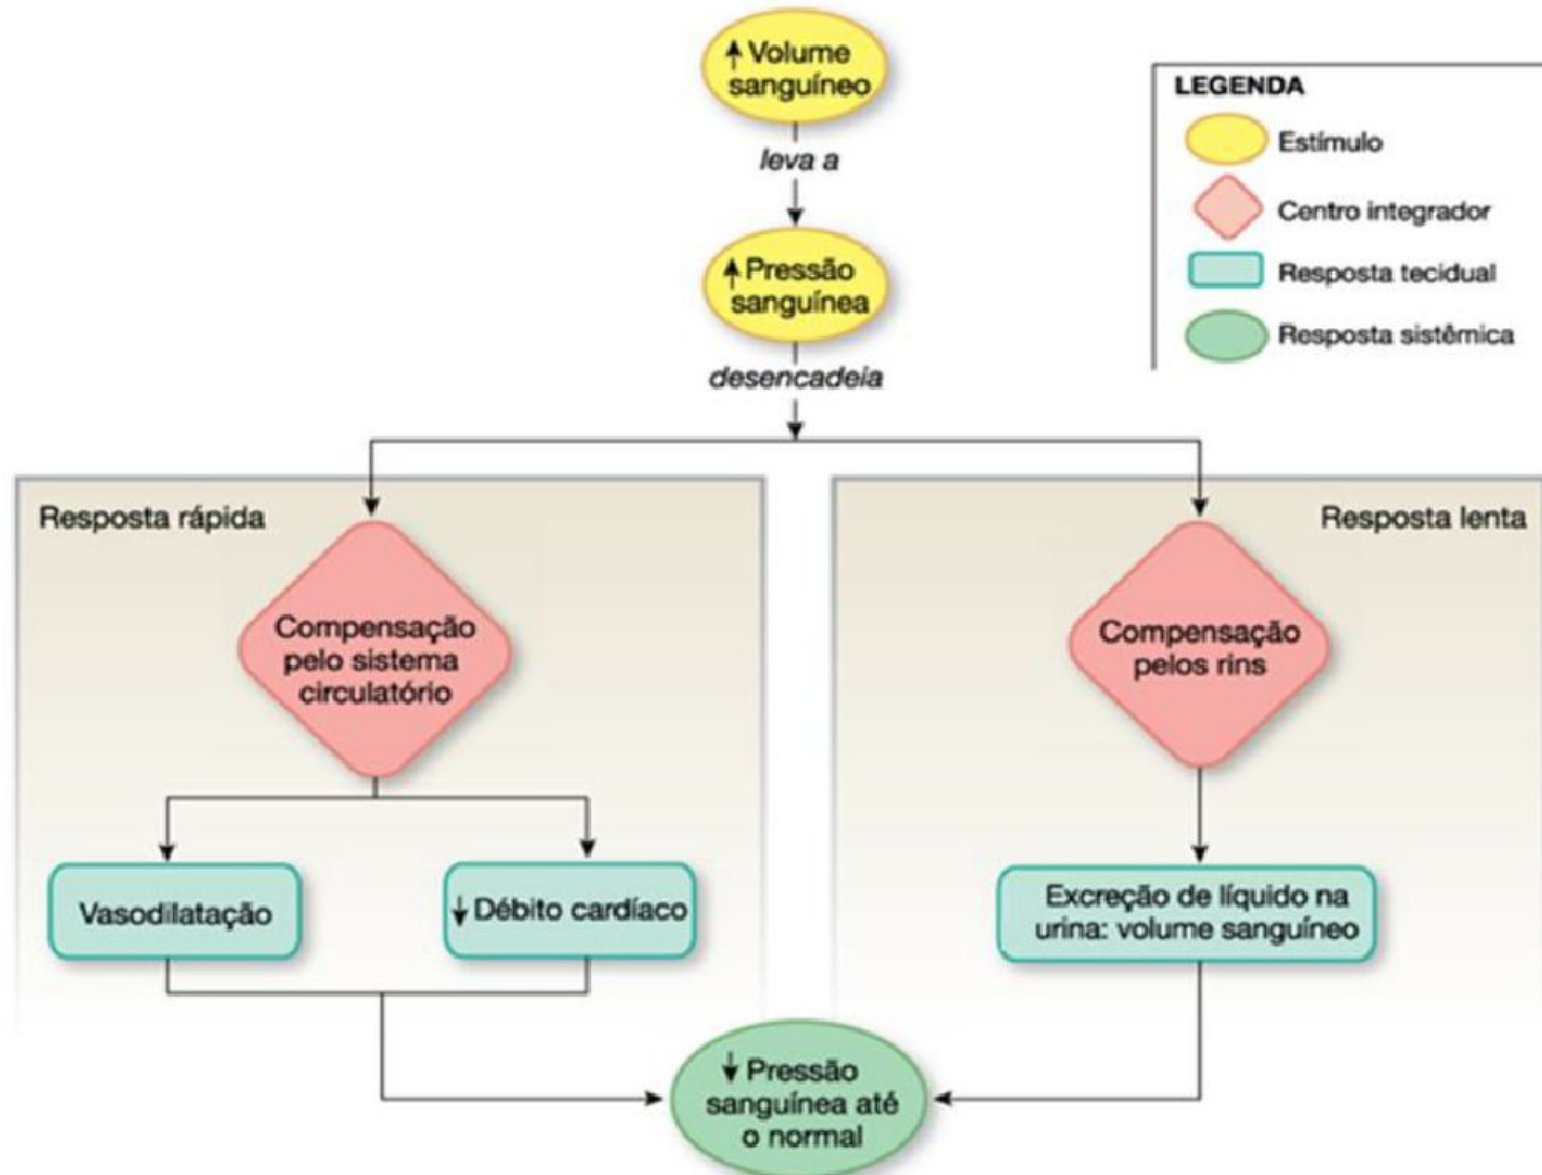 ↑ Volume
sanguíneo
leva a
↑ Pressão
sanguínea
desencadeia
LEGENDA
Estímulo
Centro integrador
Resposta tecidual
Resposta sistêmica
Resposta rápida
Compensação
pelo sistema
circulatório
Vasodilatação
↓ Débito cardíaco
Resposta lenta
Compensação
pelos rins
Excreção de líquido na
urina: volume sanguíneo
↓ Pressão
sanguínea até
o normal